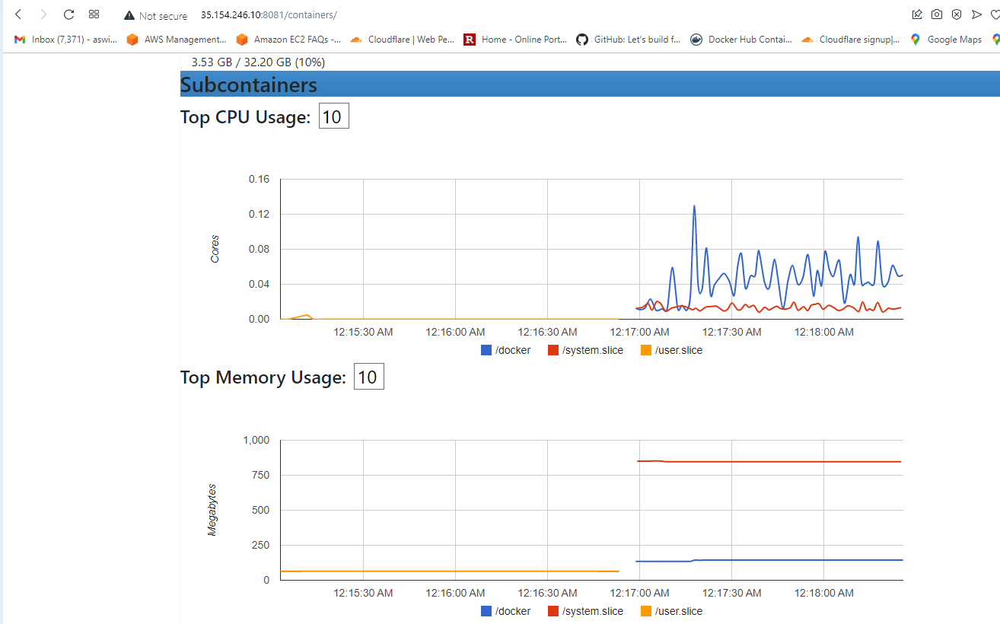 Not secure 35.154.246.10:8081/containers/
Inbox (7,371) - aswi... AWS Management... Amazon EC2 FAQs -... Cloudflare | Web Pe... R Home - Online Port... GitHub: Let's build f... Docker Hub Contai... Cloudflare signup|... Google Maps
3.53 GB / 32.20 GB (10%)
Subcontainers
Top CPU Usage: 10
0.16
0.12
0.08
0.04
0.00
Cores
12:15:30 AM 12:16:00 AM 12:16:30 AM 12:17:00 AM 12:17:30 AM 12:18:00 AM
/docker /system.slice /user.slice
Top Memory Usage: 10
1,000
750
500
250
0
Megabytes
12:15:30 AM 12:16:00 AM 12:16:30 AM 12:17:00 AM 12:17:30 AM 12:18:00 AM
/docker /system.slice /user.slice